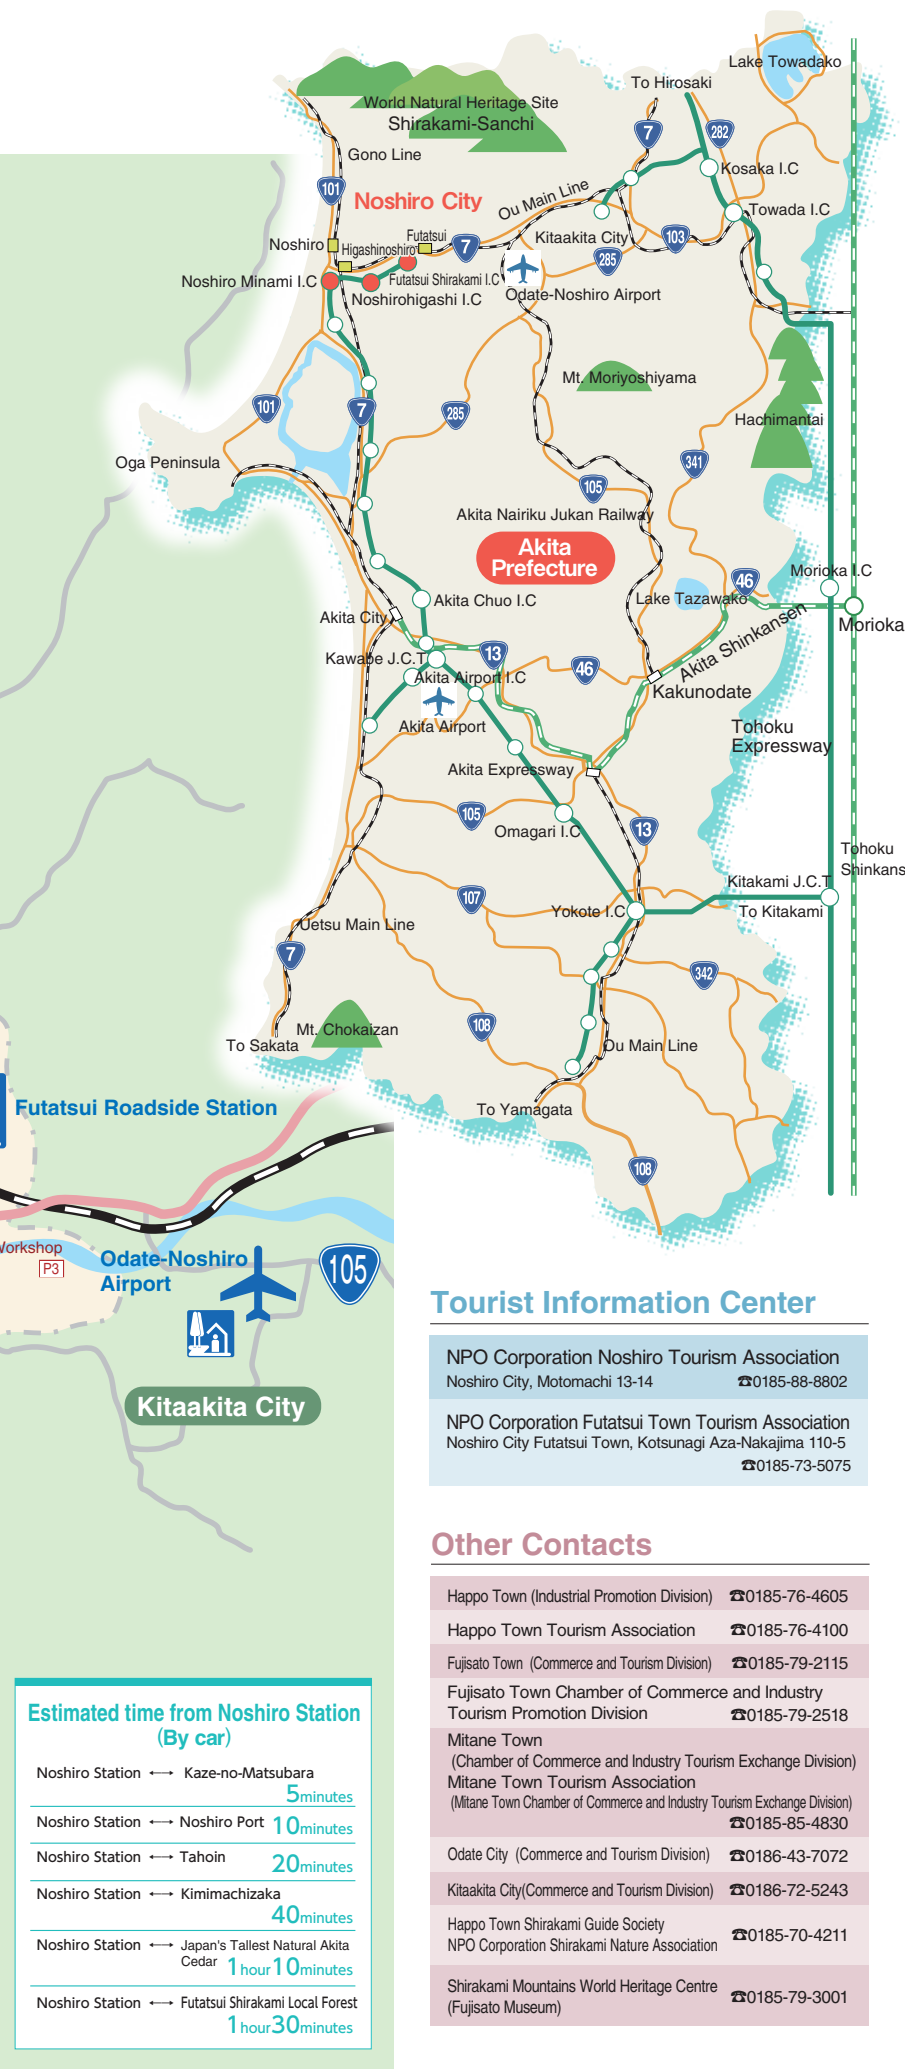 Lake Towadako
To Hirosaki
World Natural Heritage Site
Shirakami-Sanchi
7
282
Gono Line
Kosaka I.C
101
Noshiro City
Ou Main Line
Towada I.C
Futatsui
Kitaakita City
103
Noshiro
Higashinoshiro
7
285
Noshiro Minami I.C
Futatsui Shirakami I.C
Noshirohigashi I.C
Odate-Noshiro Airport
Mt. Moriyoshiyama
101
7
285
Hachimantai
Oga Peninsula
341
105
Akita Nairiku Jukan Railway
Akita
Prefecture
Morioka I.C
46
Akita Chuo I.C
Lake Tazawako
Akita City
Morioka
Akita Shinkansen
Kawabe J.C.T
13
46
Akita Airport I.C
Kakunodate
Akita Airport
Tohoku
Expressway
Akita Expressway
105
Omagari I.C
13
Tohoku
Shinkans
Kitakami J.C.T
107
Yokote I.C
To Kitakami
Uetsu Main Line
7
342
108
Mt. Chokaizan
To Sakata
Ou Main Line
Futatsui Roadside Station
To Yamagata
108
Workshop
P3
Odate-Noshiro
Airport
105
Kitaakita City
Tourist Information Center
NPO Corporation Noshiro Tourism Association
Noshiro City, Motomachi 13-14 ☎0185-88-8802
NPO Corporation Futatsui Town Tourism Association
Noshiro City Futatsui Town, Kotsunagi Aza-Nakajima 110-5
☎0185-73-5075
Other Contacts
Happo Town (Industrial Promotion Division) ☎0185-76-4605
Happo Town Tourism Association ☎0185-76-4100
Fujisato Town (Commerce and Tourism Division) ☎0185-79-2115
Fujisato Town Chamber of Commerce and Industry
Tourism Promotion Division ☎0185-79-2518
Mitane Town
(Chamber of Commerce and Industry Tourism Exchange Division)
Mitane Town Tourism Association
(Mitane Town Chamber of Commerce and Industry Tourism Exchange Division)
☎0185-85-4830
Odate City (Commerce and Tourism Division) ☎0186-43-7072
Kitaakita City(Commerce and Tourism Division) ☎0186-72-5243
Happo Town Shirakami Guide Society
NPO Corporation Shirakami Nature Association ☎0185-70-4211
Shirakami Mountains World Heritage Centre
(Fujisato Museum) ☎0185-79-3001
Estimated time from Noshiro Station
(By car)
Noshiro Station ↔ Kaze-no-Matsubara
5minutes
Noshiro Station ↔ Noshiro Port 10minutes
Noshiro Station ↔ Tahoin
20minutes
Noshiro Station ↔ Kimimachizaka
40minutes
Noshiro Station ↔ Japan's Tallest Natural Akita
Cedar 1hour10minutes
Noshiro Station ↔ Futatsui Shirakami Local Forest
1hour30minutes